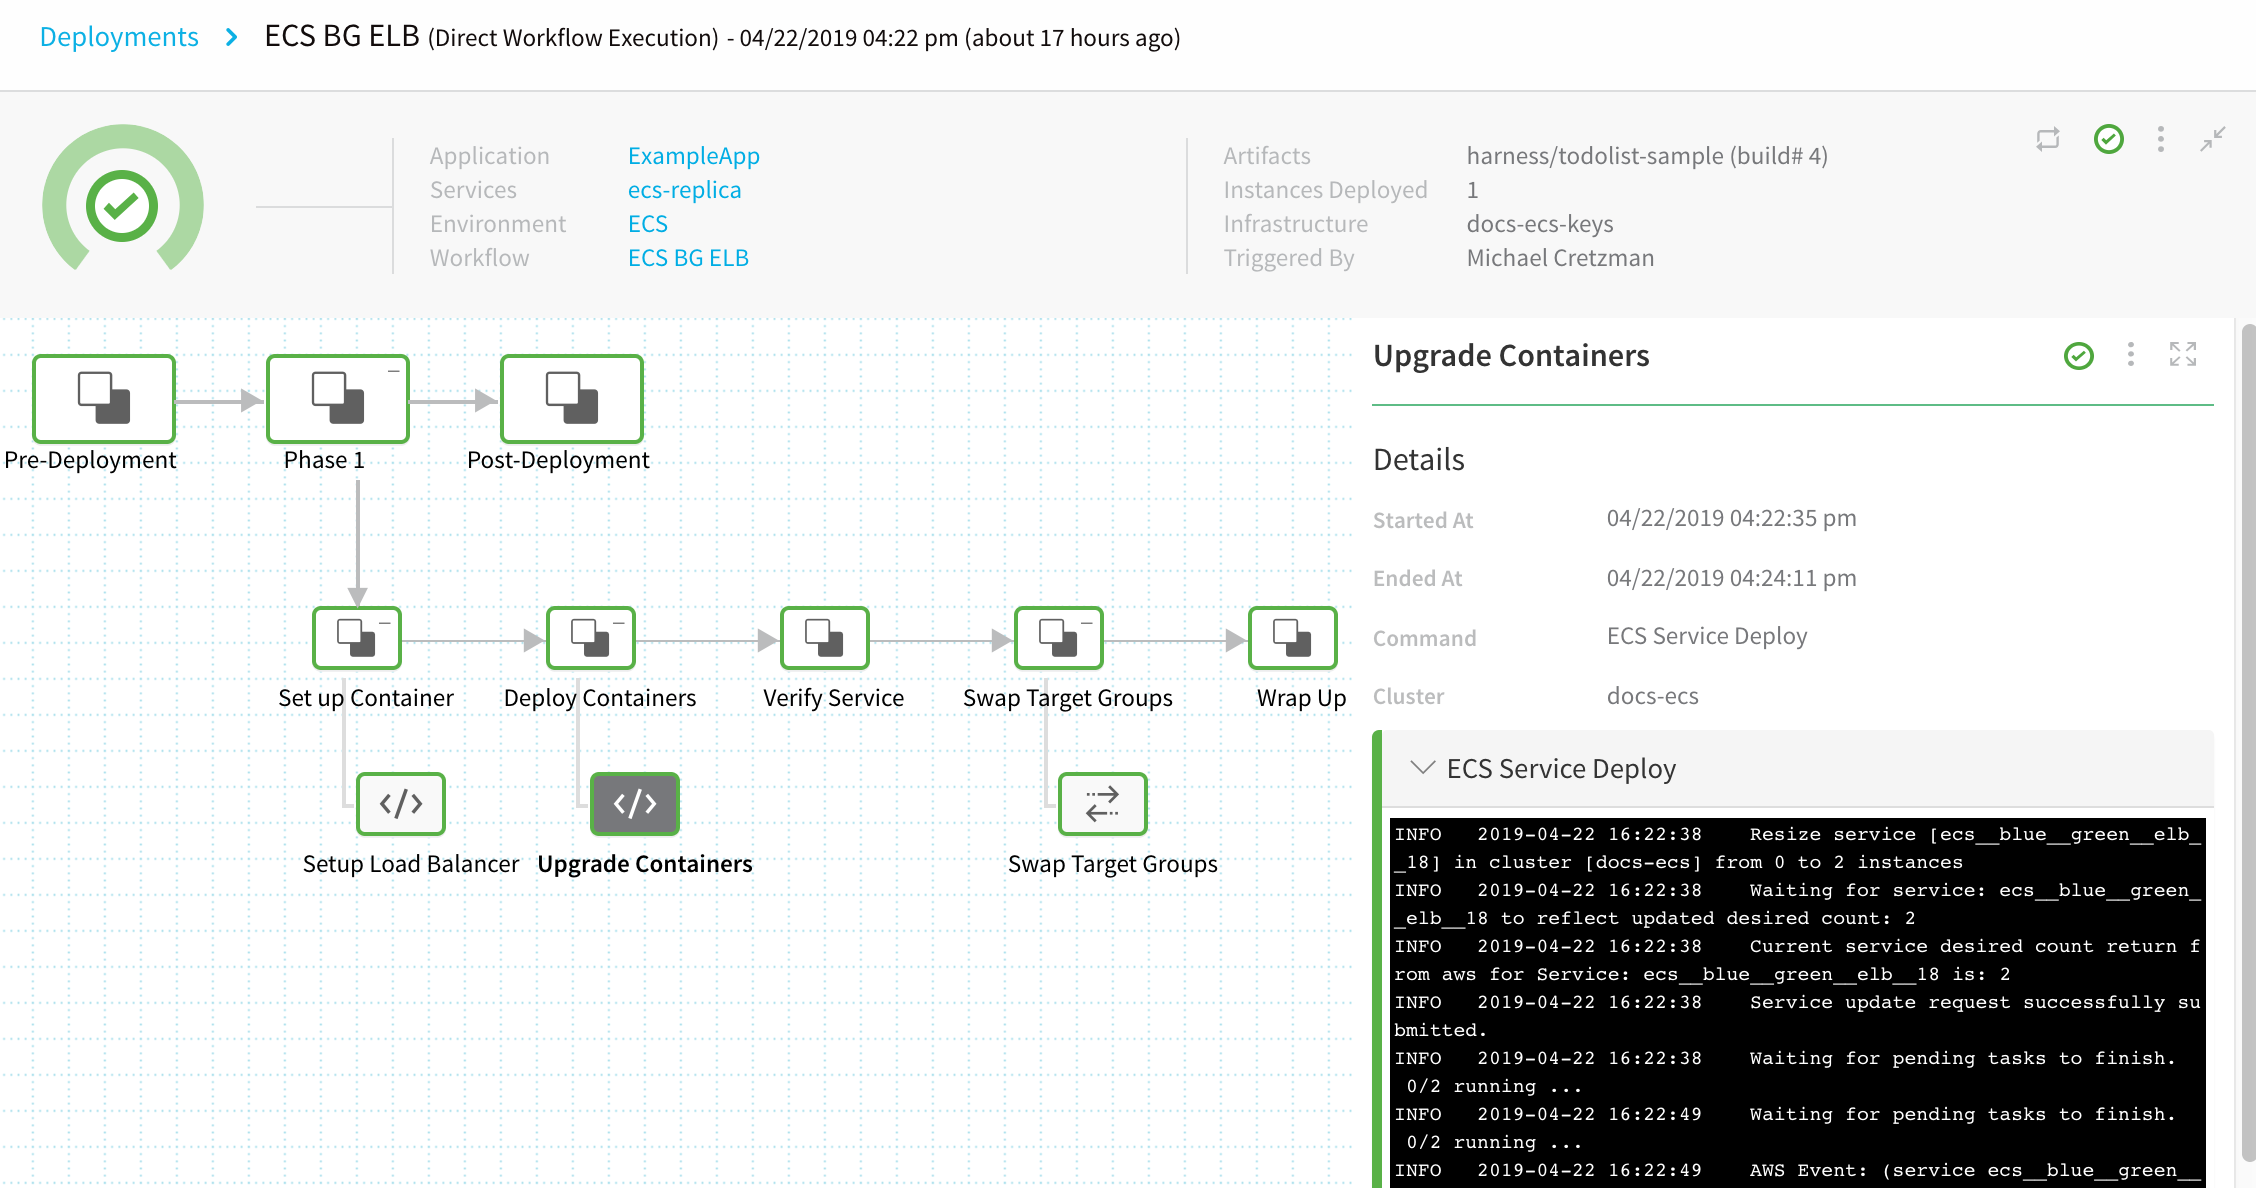 Deployments > ECS BG ELB (Direct Workflow Execution) - 04/22/2019 04:22 pm (about 17 hours ago)
Application ExampleApp
Services ecs-replica
Environment ECS
Workflow ECS BG ELB
Artifacts harness/todolist-sample (build# 4)
Instances Deployed 1
Infrastructure docs-ecs-keys
Triggered By Michael Cretzman
Pre-Deployment
Phase 1
Post-Deployment
Set up Container
Deploy Containers
Verify Service
Swap Target Groups
Wrap Up
Setup Load Balancer
Upgrade Containers
Swap Target Groups
Upgrade Containers
Details
Started At 04/22/2019 04:22:35 pm
Ended At 04/22/2019 04:24:11 pm
Command ECS Service Deploy
Cluster docs-ecs
ECS Service Deploy
INFO 2019-04-22 16:22:38 Resize service [ecs__blue__green__elb_
_18] in cluster [docs-ecs] from 0 to 2 instances
INFO 2019-04-22 16:22:38 Waiting for service: ecs__blue__green_
_elb__18 to reflect updated desired count: 2
INFO 2019-04-22 16:22:38 Current service desired count return f
rom aws for Service: ecs__blue__green__elb__18 is: 2
INFO 2019-04-22 16:22:38 Service update request successfully su
bmitted.
INFO 2019-04-22 16:22:38 Waiting for pending tasks to finish.
0/2 running ...
INFO 2019-04-22 16:22:49 Waiting for pending tasks to finish.
0/2 running ...
INFO 2019-04-22 16:22:49 AWS Event: (service ecs__blue__green__